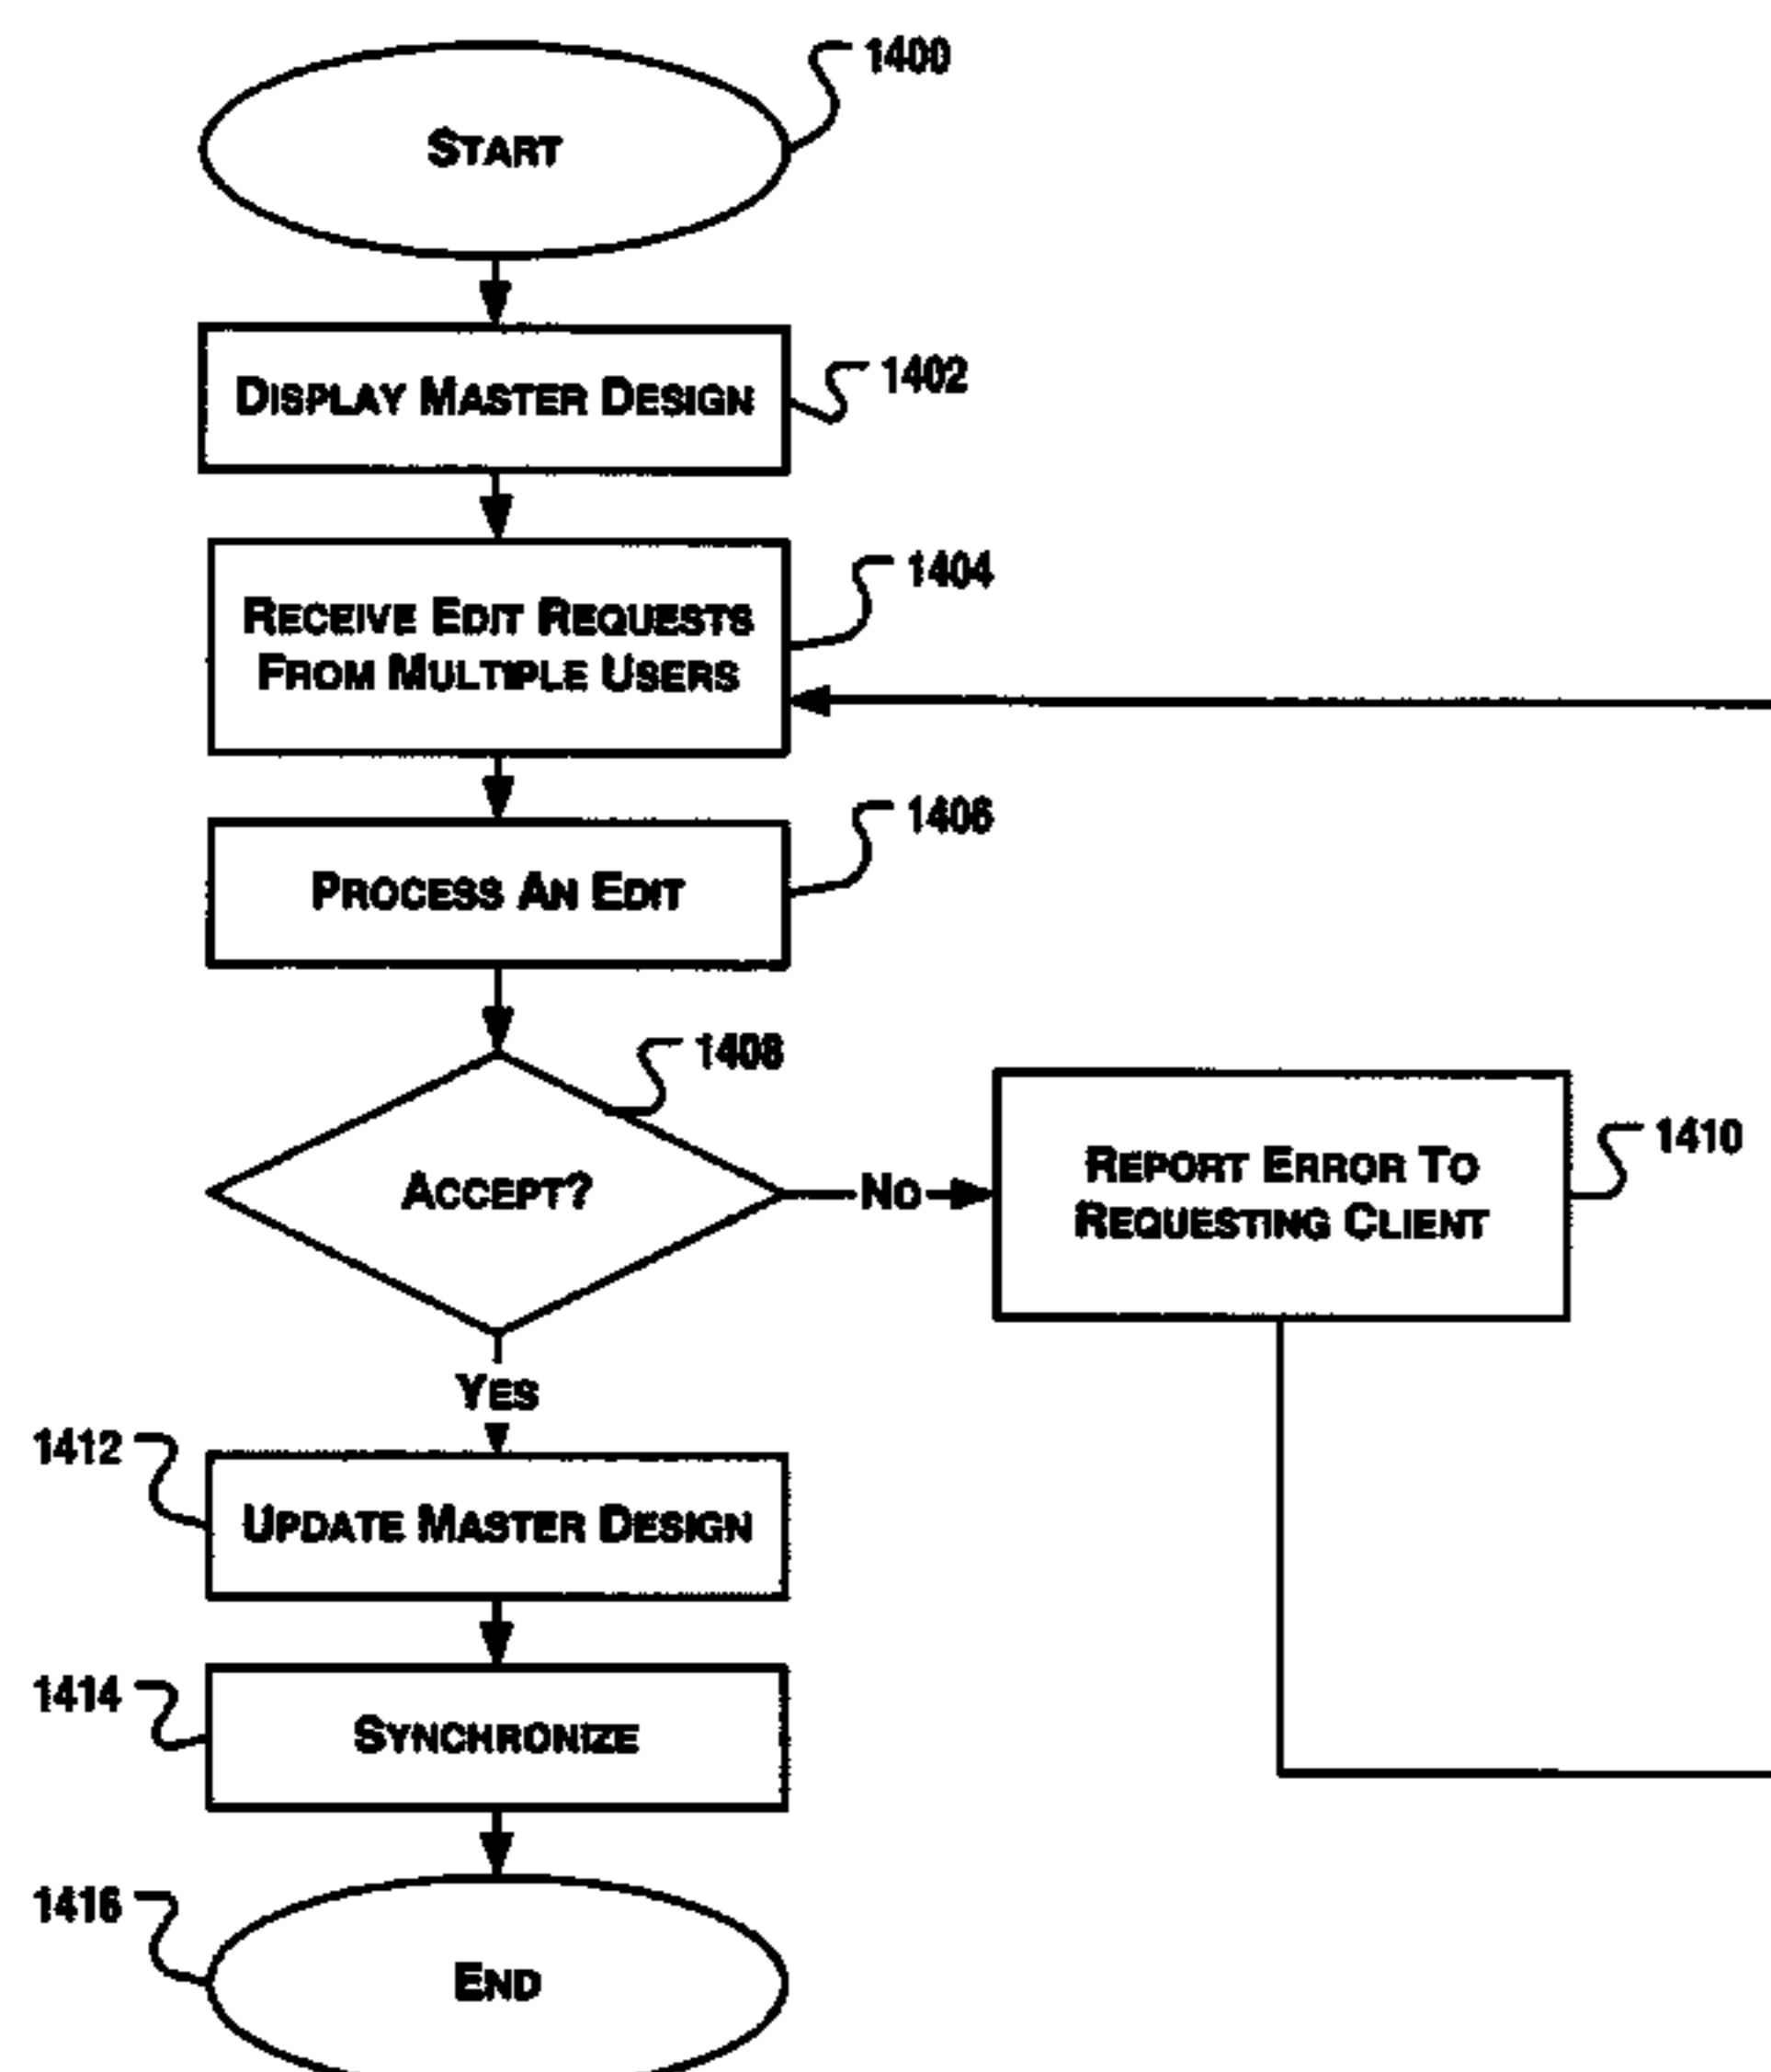 START
1400
DISPLAY MASTER DESIGN
1402
RECEIVE EDIT REQUESTS
FROM MULTIPLE USERS
1404
PROCESS AN EDIT
1406
1408
ACCEPT?
NO
REPORT ERROR TO
REQUESTING CLIENT
1410
YES
1412
UPDATE MASTER DESIGN
1414
SYNCHRONIZE
1416
END